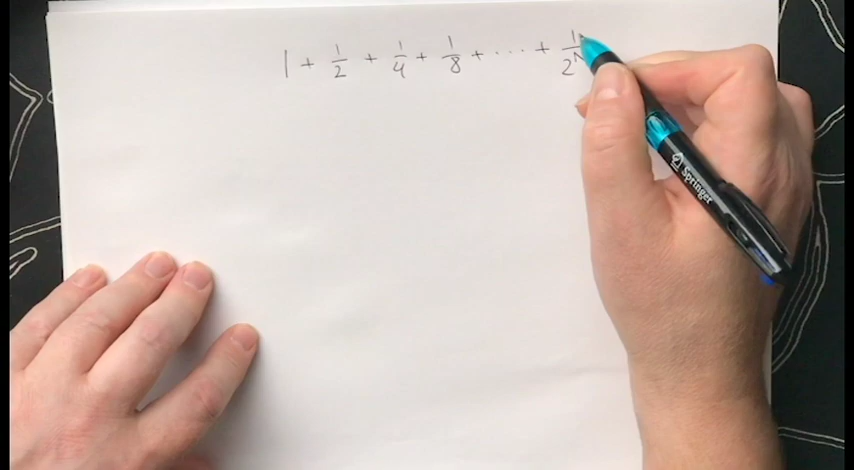 1 + 1/2 + 1/4 + 1/8 + ... + 1/2^N
Springer